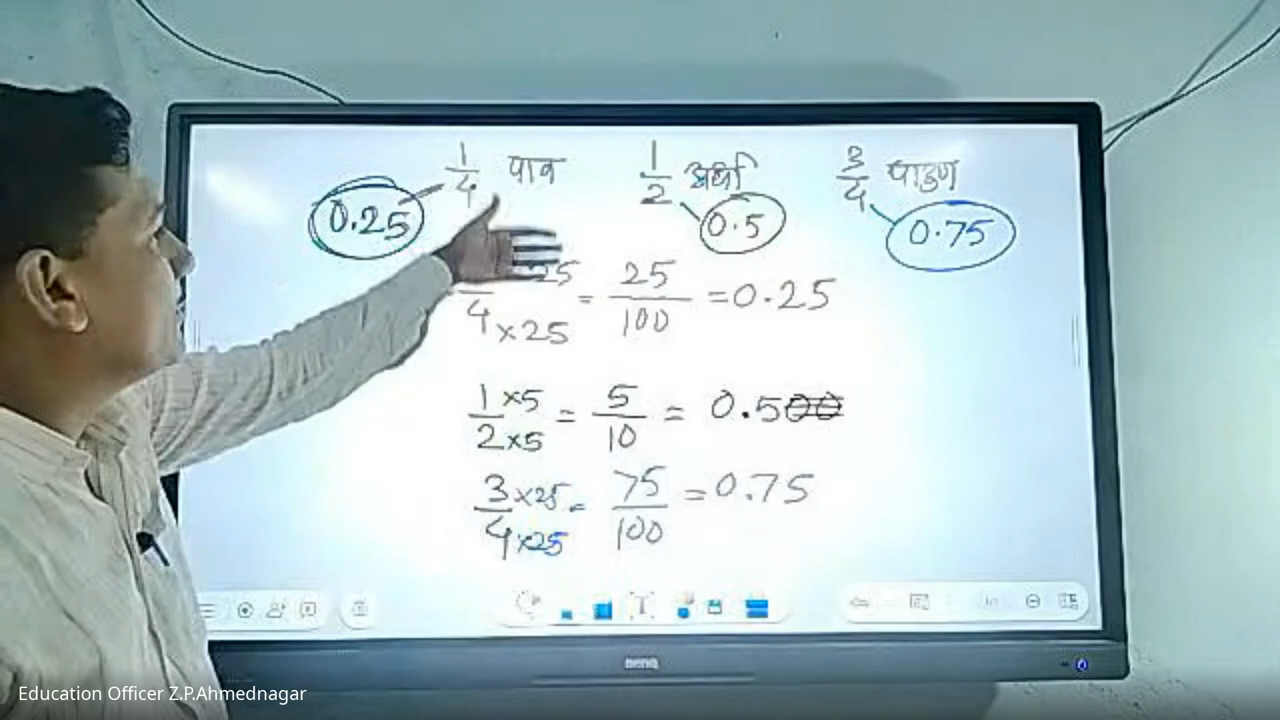 1/4 पाव 1/2 अर्धा 3/4 पाऊण
0.25 0.5 0.75
4 × 25 = 25/100 = 0.25
1 × 5 / 2 × 5 = 5/10 = 0.500
3 × 25 / 4 × 25 = 75/100 = 0.75
BenQ
Education Officer Z.P.Ahmednagar